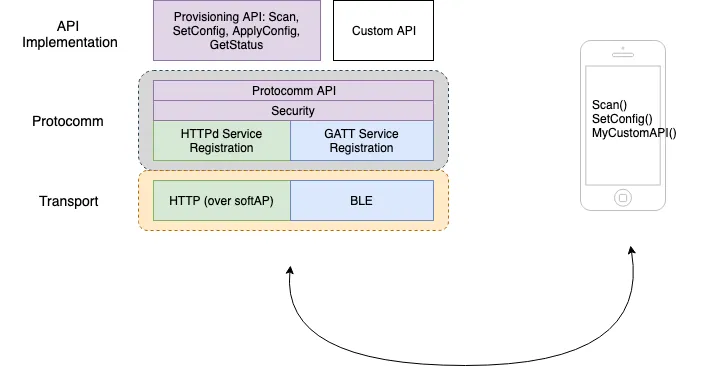 API
Implementation
Provisioning API: Scan,
SetConfig, ApplyConfig,
GetStatus
Custom API
Protocomm
Protocomm API
Security
HTTPd Service
Registration
GATT Service
Registration
Transport
HTTP (over softAP)
BLE
Scan()
SetConfig()
MyCustomAPI()